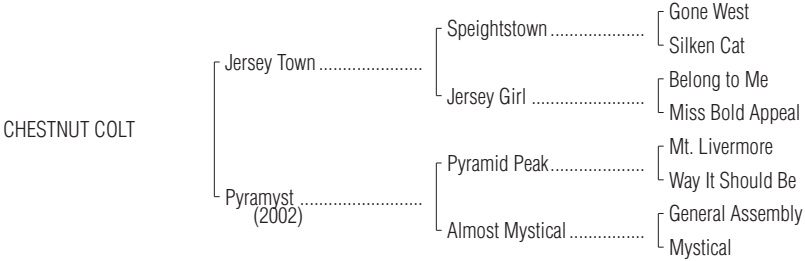 Gone West
Speightstown ....................
Silken Cat
Jersey Town ......................
Belong to Me
Jersey Girl ........................
Miss Bold Appeal
CHESTNUT COLT
Mt. Livermore
Pyramid Peak....................
Way It Should Be
Pyramyst ..........................
(2002)
General Assembly
Almost Mystical ................
Mystical